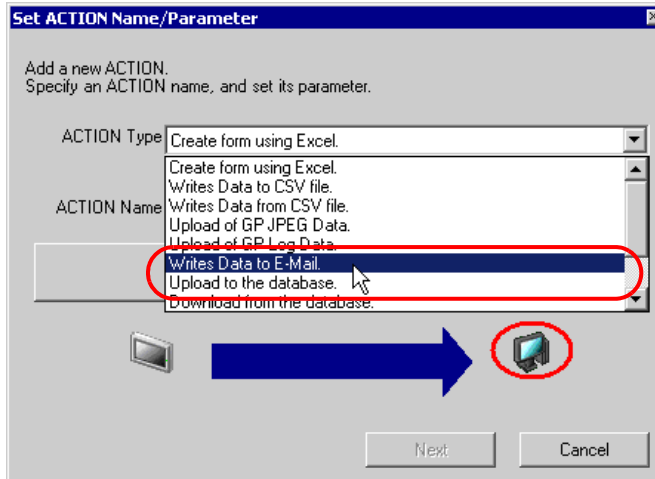 Set ACTION Name/Parameter
Add a new ACTION.
Specify an ACTION name, and set its parameter.
ACTION Type
Create form using Excel.
Create form using Excel.
Writes Data to CSV file.
ACTION Name
Writes Data from CSV file.
Upload of GP JPEG Data.
Upload of GP Log Data.
Writes Data to E-Mail.
Upload to the database.
Download from the database.
Next
Cancel